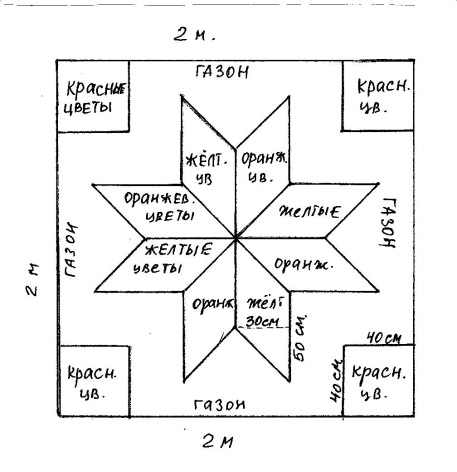 2 м.
ГАЗОН
Красные
цветы
Красн.
цв.
жёлт.
цв
оранж.
цв.
оранжев.
цветы
желтые
ГАЗОН
ГАЗОН
желтые
цветы
оранж.
2 м
оранж
жёлт
30см
50 см.
40см
40 см
Красн.
цв.
Красн.
цв.
газон
2 м